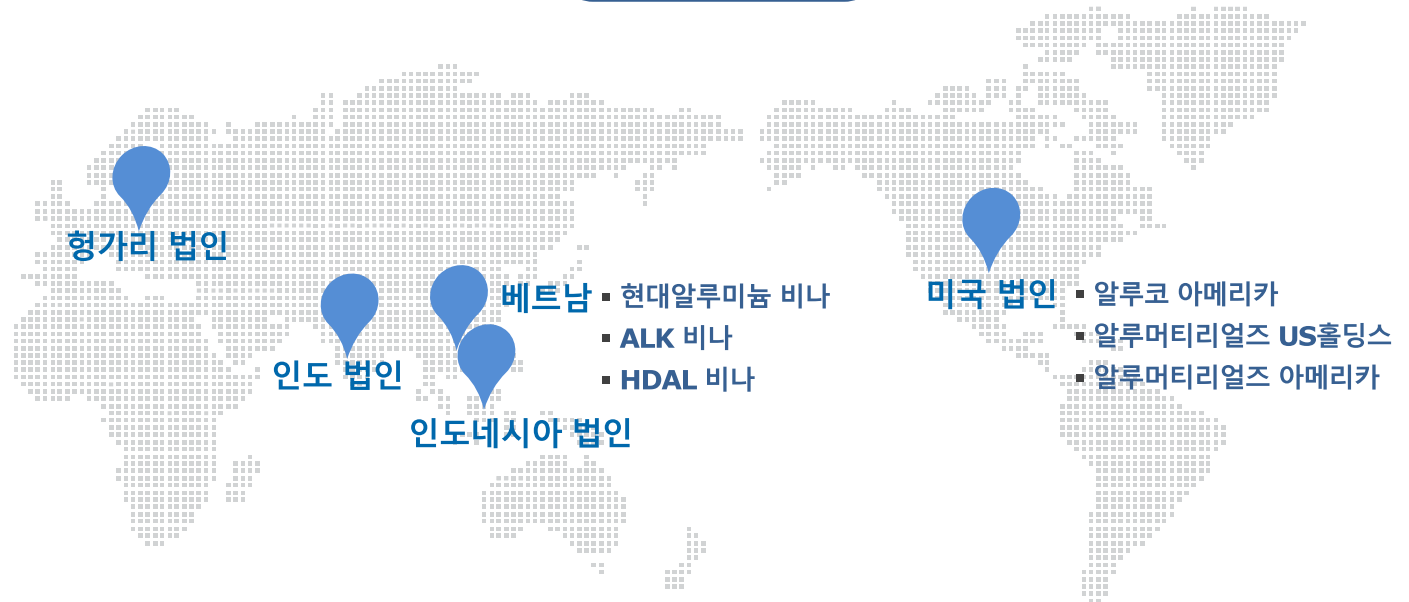 헝가리 법인
인도 법인
베트남
▪ 현대알루미늄 비나
▪ ALK 비나
▪ HDAL 비나
인도네시아 법인
미국 법인
▪ 알루코 아메리카
▪ 알루머티리얼즈 US홀딩스
▪ 알루머티리얼즈 아메리카